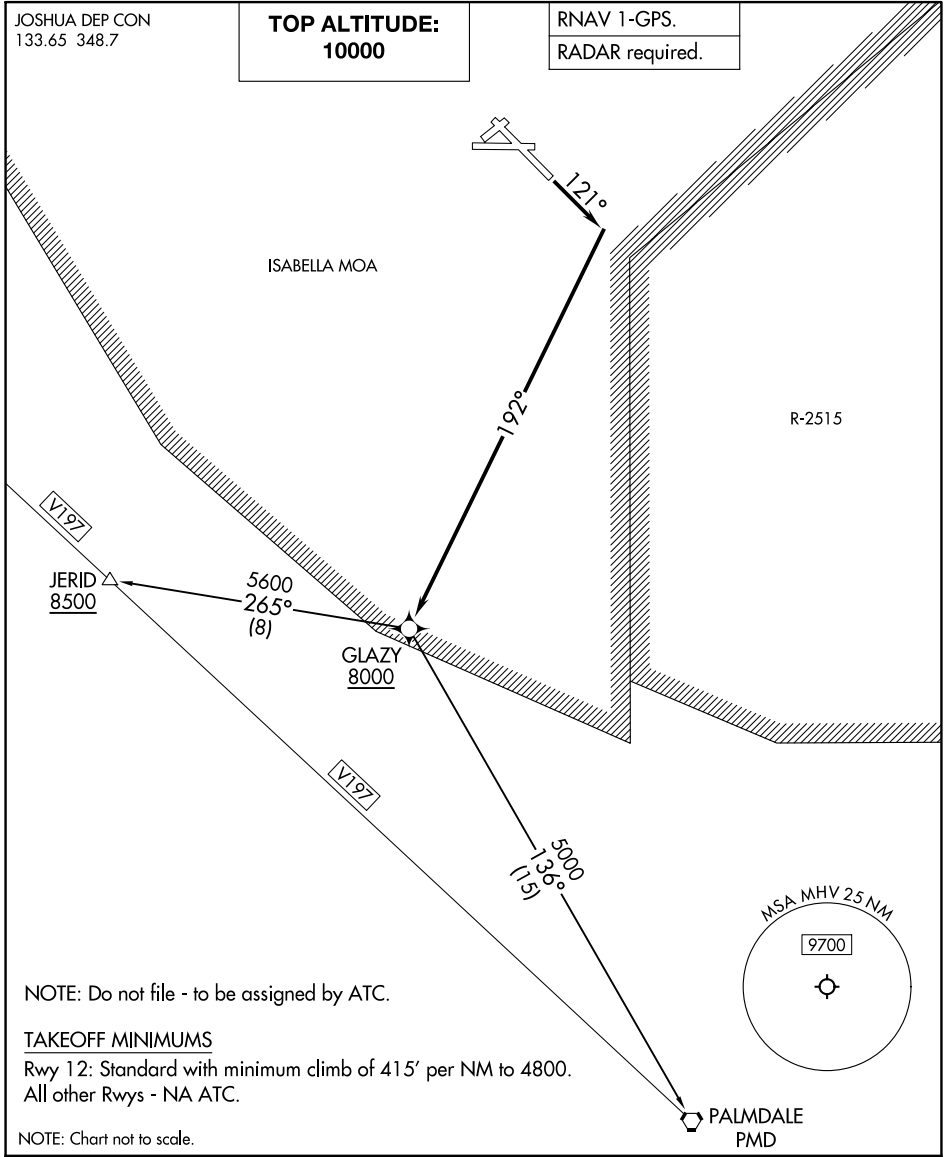 JOSHUA DEP CON
133.65 348.7
TOP ALTITUDE:
10000
RNAV 1-GPS.
RADAR required.
121°
ISABELLA MOA
192°
R-2515
V197
JERID
8500
5600
265°
(8)
GLAZY
8000
V197
5000
136°
(15)
MSA MHV 25 NM
9700
NOTE: Do not file - to be assigned by ATC.
TAKEOFF MINIMUMS
Rwy 12: Standard with minimum climb of 415' per NM to 4800.
All other Rwys - NA ATC.
NOTE: Chart not to scale.
PALMDALE
PMD